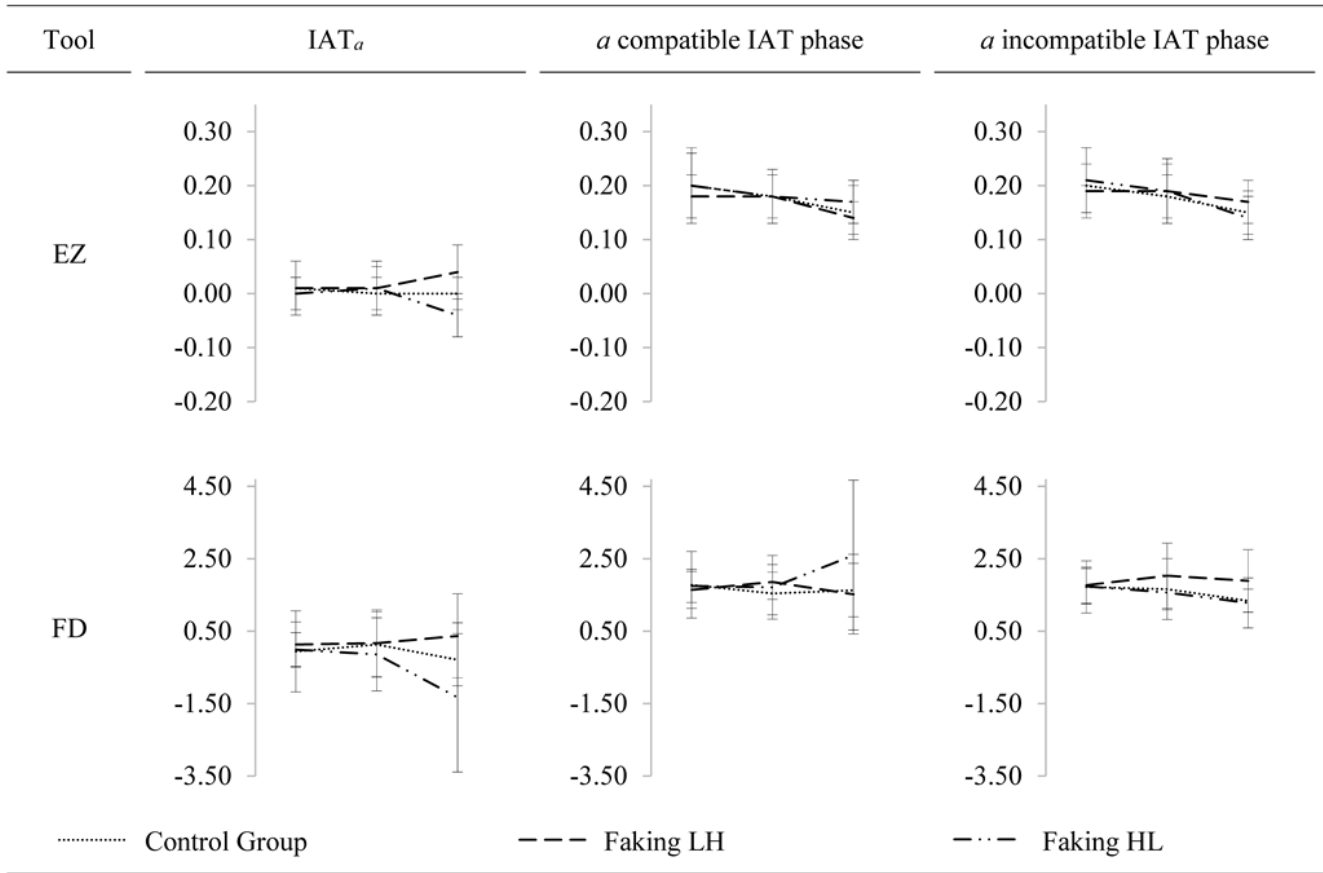 Tool IATa a compatible IAT phase a incompatible IAT phase
EZ
0.30 0.30 0.30
0.20 0.20 0.20
0.10 0.10 0.10
0.00 0.00 0.00
-0.10 -0.10 -0.10
-0.20 -0.20 -0.20
FD
4.50 4.50 4.50
2.50 2.50 2.50
0.50 0.50 0.50
-1.50 -1.50 -1.50
-3.50 -3.50 -3.50
Control Group Faking LH Faking HL